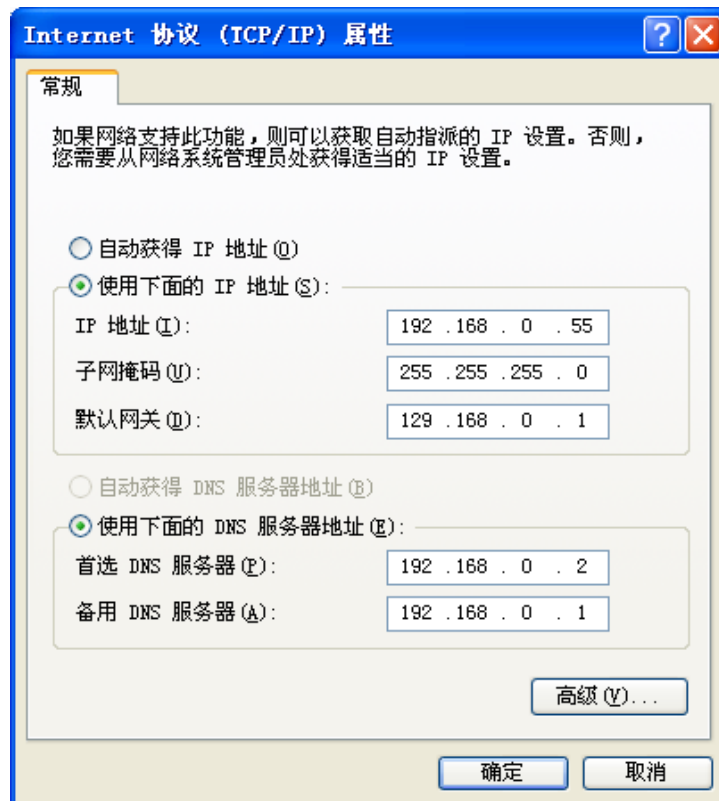 Internet 协议 (TCP/IP) 属性
常规
如果网络支持此功能，则可以获取自动指派的 IP 设置。否则，
您需要从网络系统管理员处获得适当的 IP 设置。
自动获得 IP 地址(O)
使用下面的 IP 地址(S):
IP 地址(I): 192 .168 . 0 . 55
子网掩码(U): 255 .255 .255 . 0
默认网关(D): 129 .168 . 0 . 1
自动获得 DNS 服务器地址(B)
使用下面的 DNS 服务器地址(E):
首选 DNS 服务器(P): 192 .168 . 0 . 2
备用 DNS 服务器(A): 192 .168 . 0 . 1
高级(V)...
确定 取消